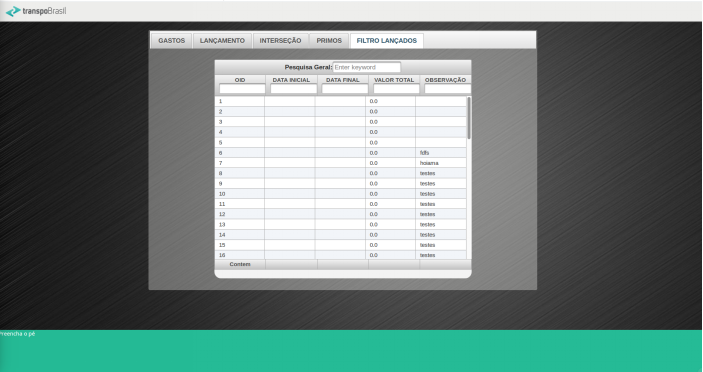 transpoBrasil
GASTOS LANÇAMENTO INTERSEÇÃO PRIMOS FILTRO LANÇADOS
Pesquisa Geral: Enter keyword
OID DATA INICIAL DATA FINAL VALOR TOTAL OBSERVAÇÃO
1 0.0
2 0.0
3 0.0
4 0.0
5 0.0
6 0.0 fdfs
7 0.0 hoiama
8 0.0 testes
9 0.0 testes
10 0.0 testes
11 0.0 testes
12 0.0 testes
13 0.0 testes
14 0.0 testes
15 0.0 testes
16 0.0 testes
Contem
reencha o pé